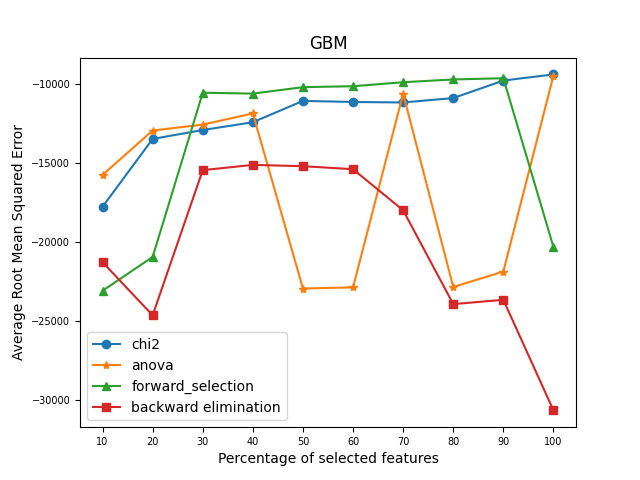 GBM
Average Root Mean Squared Error
−10000
−15000
−20000
−25000
−30000
chi2
anova
forward_selection
backward elimination
10 20 30 40 50 60 70 80 90 100
Percentage of selected features